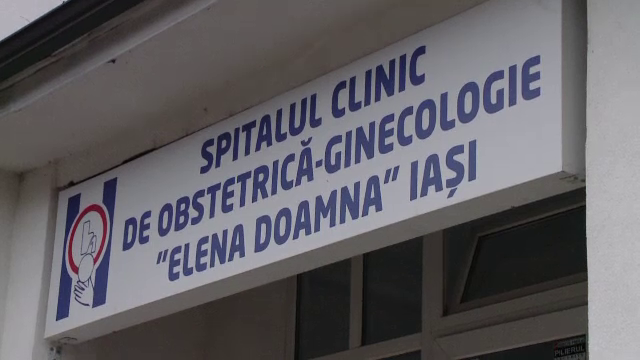 SPITALUL CLINIC
DE OBSTETRICĂ-GINECOLOGIE
"ELENA DOAMNA" IAȘI